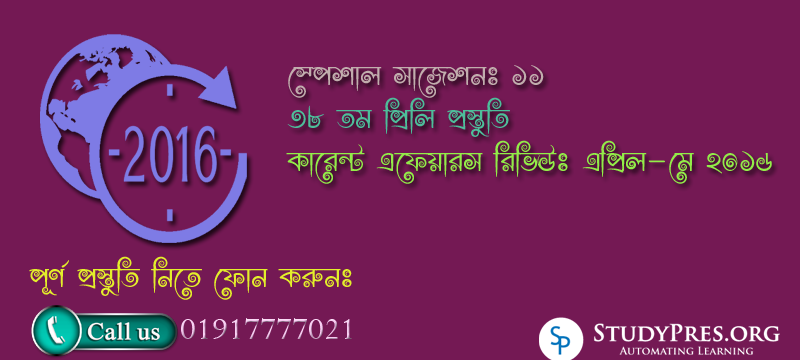 স্পেশাল সাজেশনঃ ১১
৩৮ তম প্রিলি প্রস্তুতি
কারেন্ট এফেয়ারস রিভিউঃ এপ্রিল-মে ২০১৬
-2016-
পূর্ণ প্রস্তুতি নিতে ফোন করুনঃ
Call us 01917777021
SP STUDYPRES.ORG
AUTOMATING LEARNING